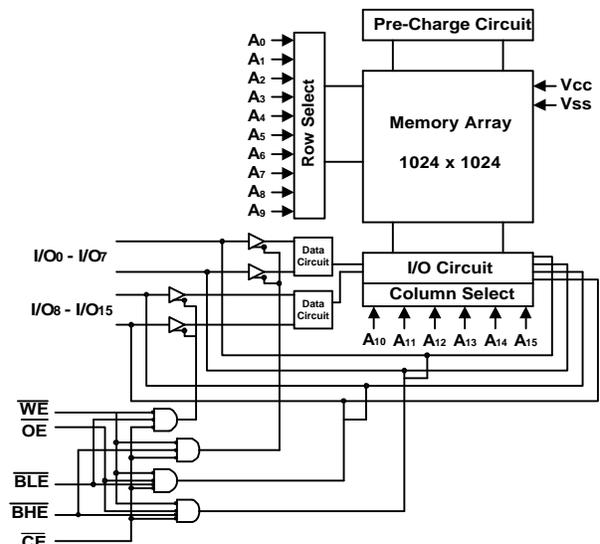 Pre-Charge Circuit
A0
A1
A2
A3
A4
A5
A6
A7
A8
A9
Row Select
Memory Array
1024 x 1024
Vcc
Vss
I/O0 - I/O7
Data Circuit
I/O Circuit
Column Select
I/O8 - I/O15
Data Circuit
A10 A11 A12 A13 A14 A15
WE
OE
BLE
BHE
CE